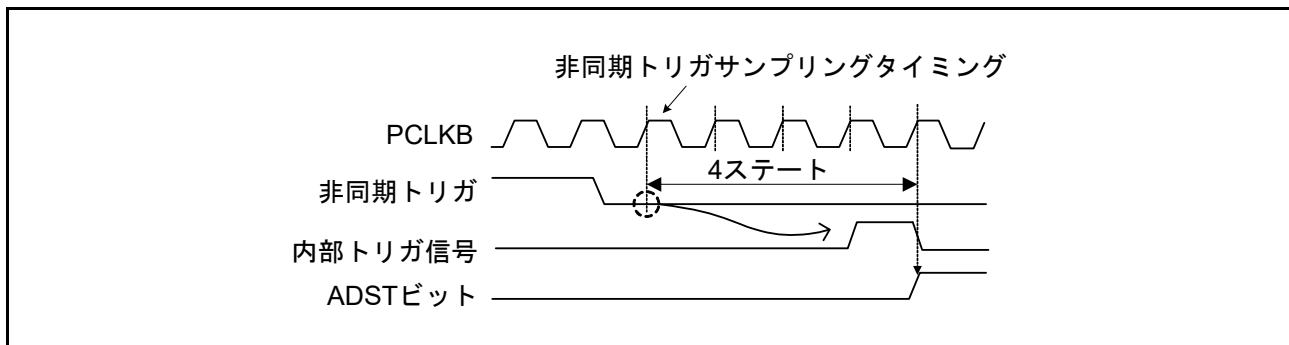 非同期トリガサンプリングタイミング
PCLKB
4ステート
非同期トリガ
内部トリガ信号
ADSTビット